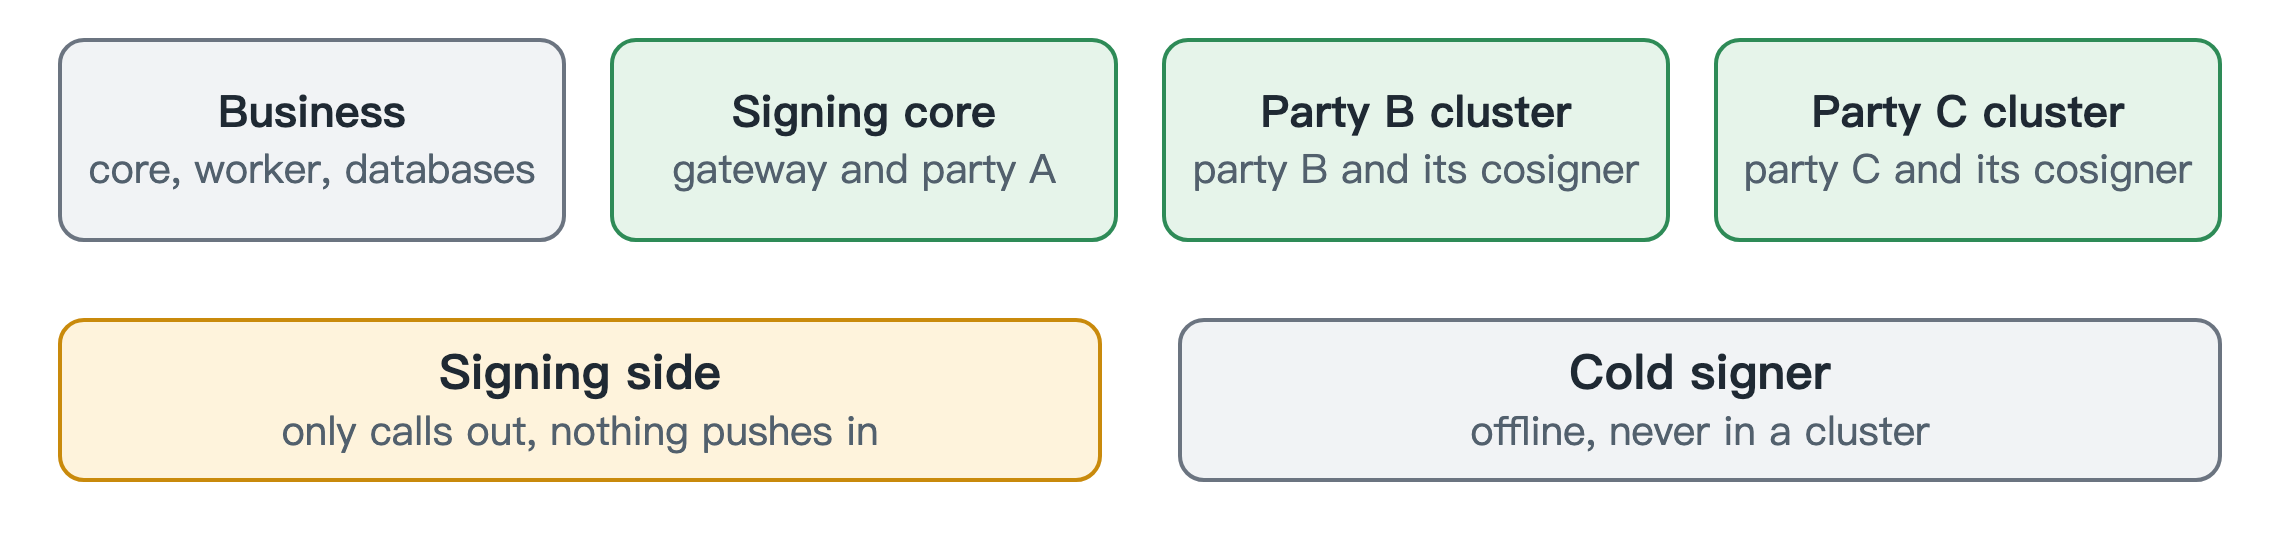 Business
core, worker, databases
Signing core
gateway and party A
Party B cluster
party B and its cosigner
Party C cluster
party C and its cosigner
Signing side
only calls out, nothing pushes in
Cold signer
offline, never in a cluster